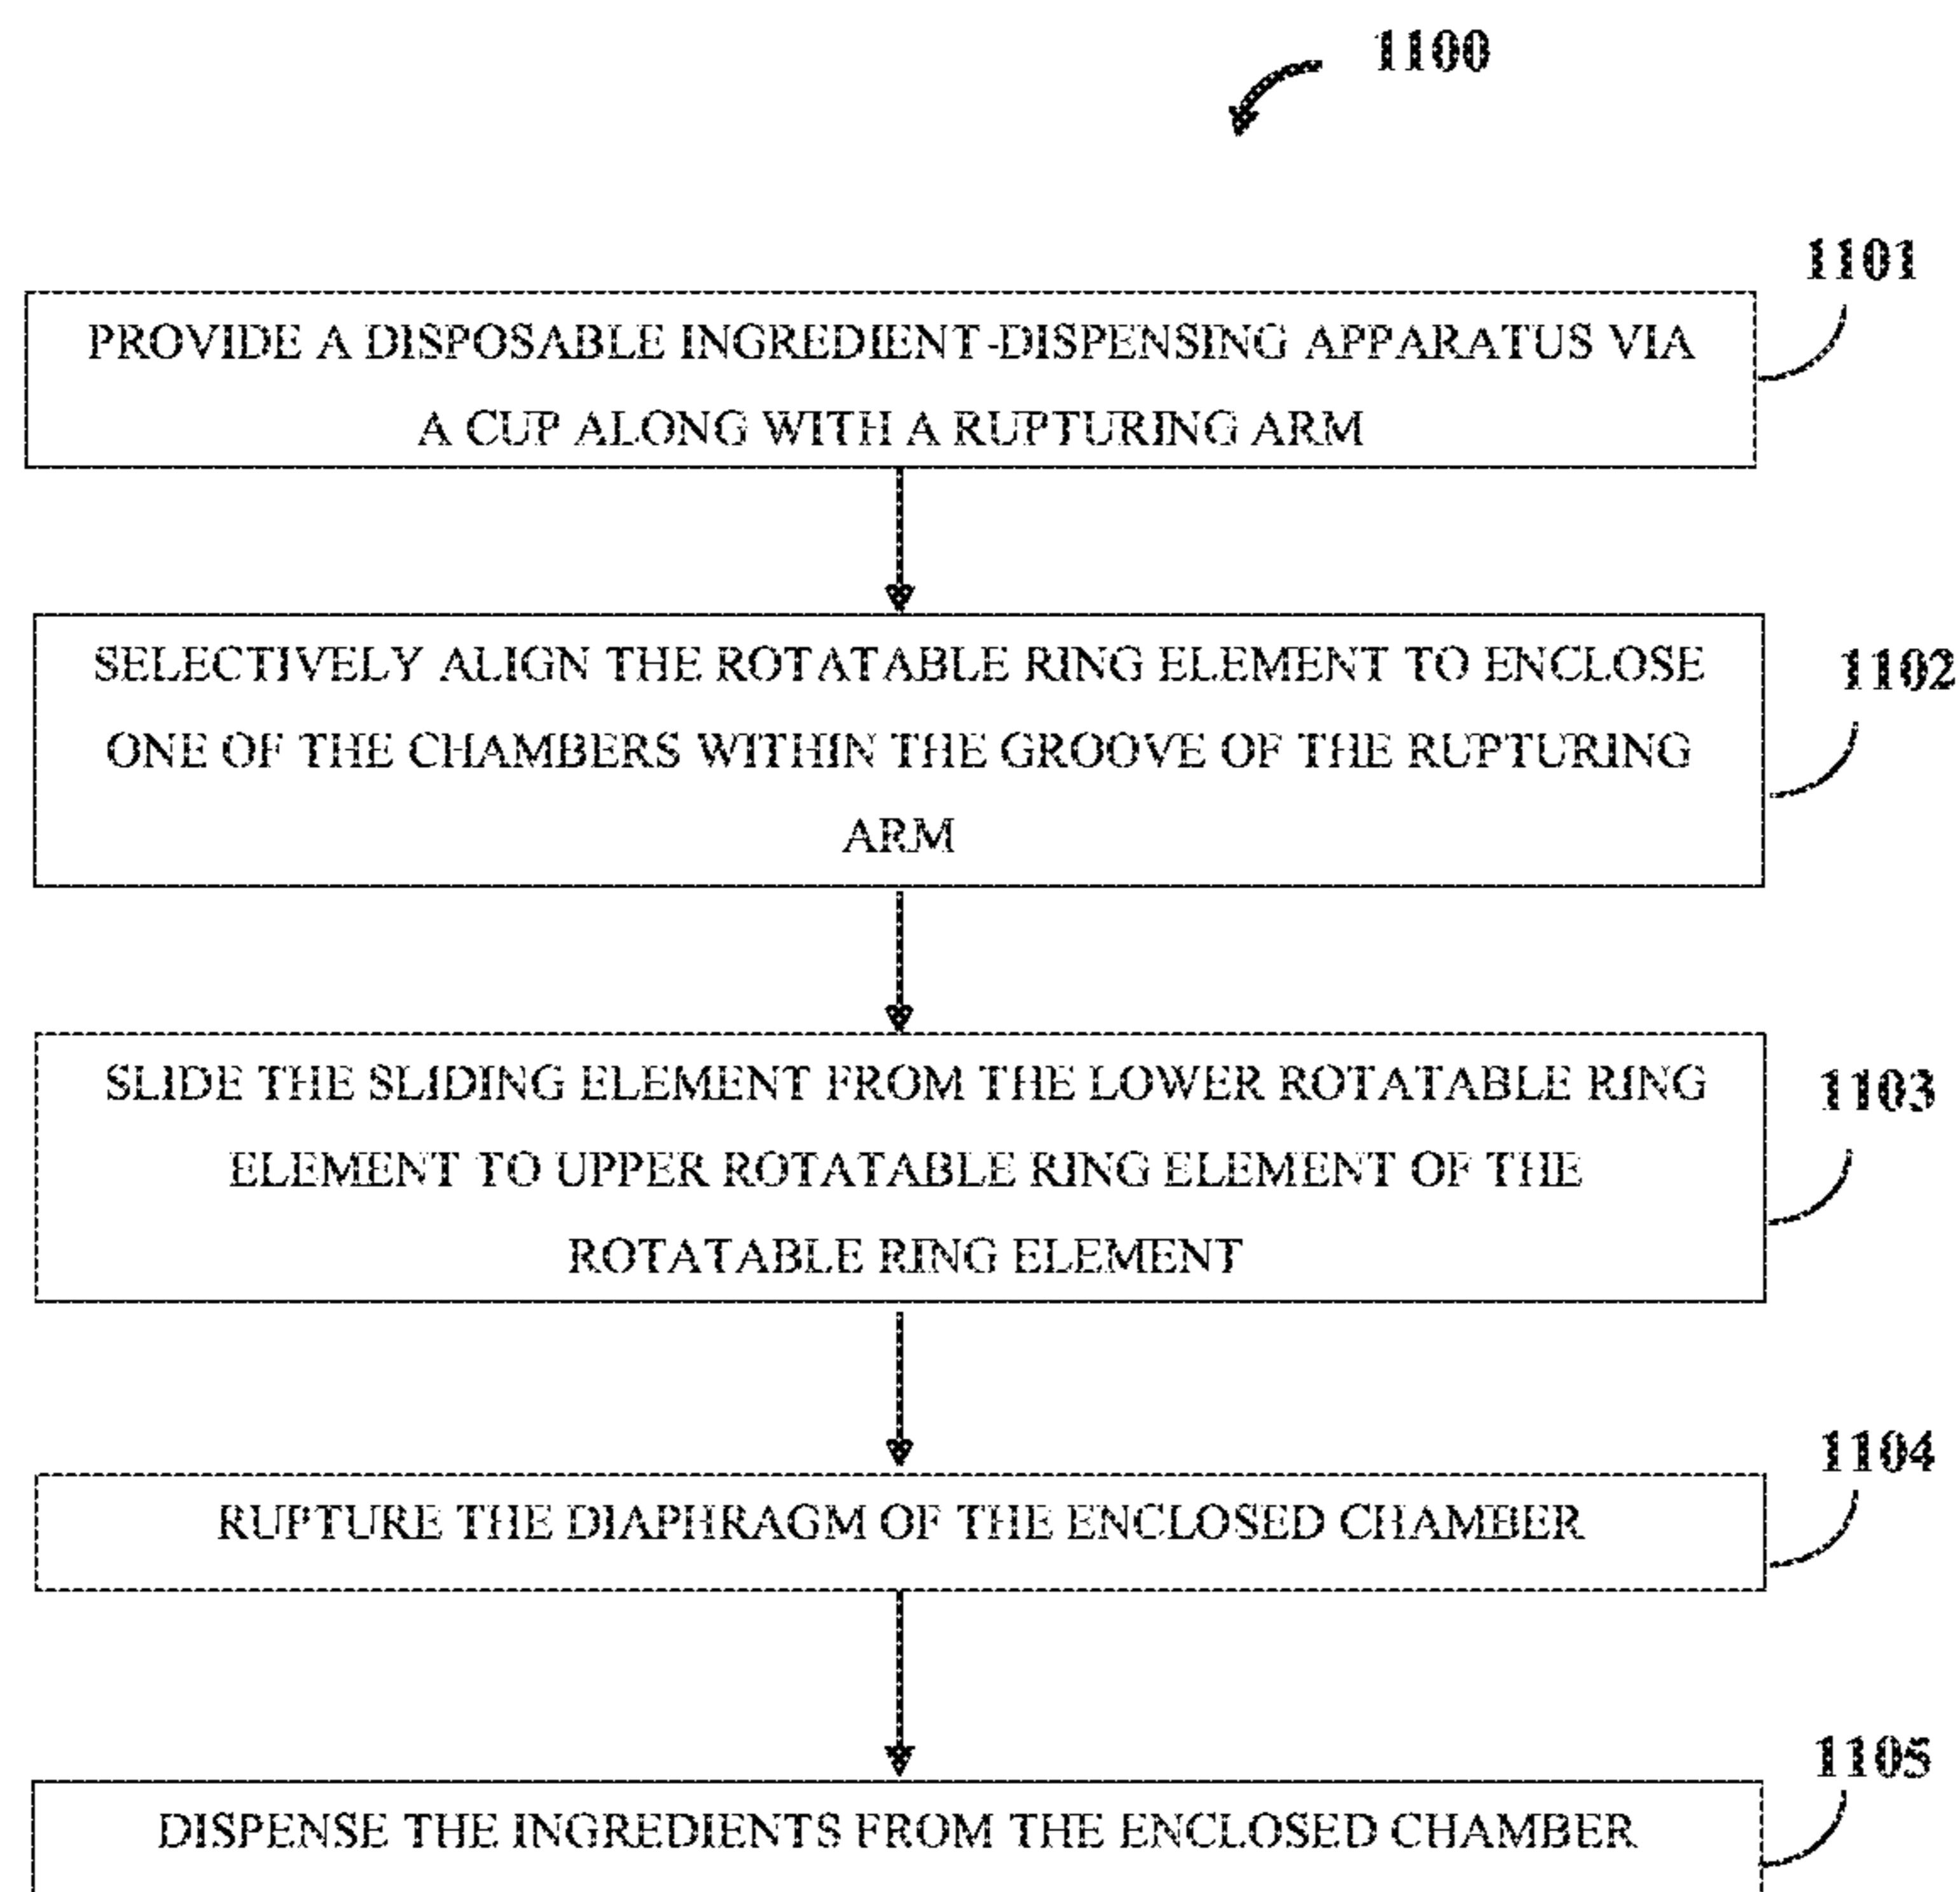 1100
1101
PROVIDE A DISPOSABLE INGREDIENT-DISPENSING APPARATUS VIA
A CUP ALONG WITH A RUPTURING ARM
1102
SELECTIVELY ALIGN THE ROTATABLE RING ELEMENT TO ENCLOSE
ONE OF THE CHAMBERS WITHIN THE GROOVE OF THE RUPTURING
ARM
1103
SLIDE THE SLIDING ELEMENT FROM THE LOWER ROTATABLE RING
ELEMENT TO UPPER ROTATABLE RING ELEMENT OF THE
ROTATABLE RING ELEMENT
1104
RUPTURE THE DIAPHRAGM OF THE ENCLOSED CHAMBER
1105
DISPENSE THE INGREDIENTS FROM THE ENCLOSED CHAMBER